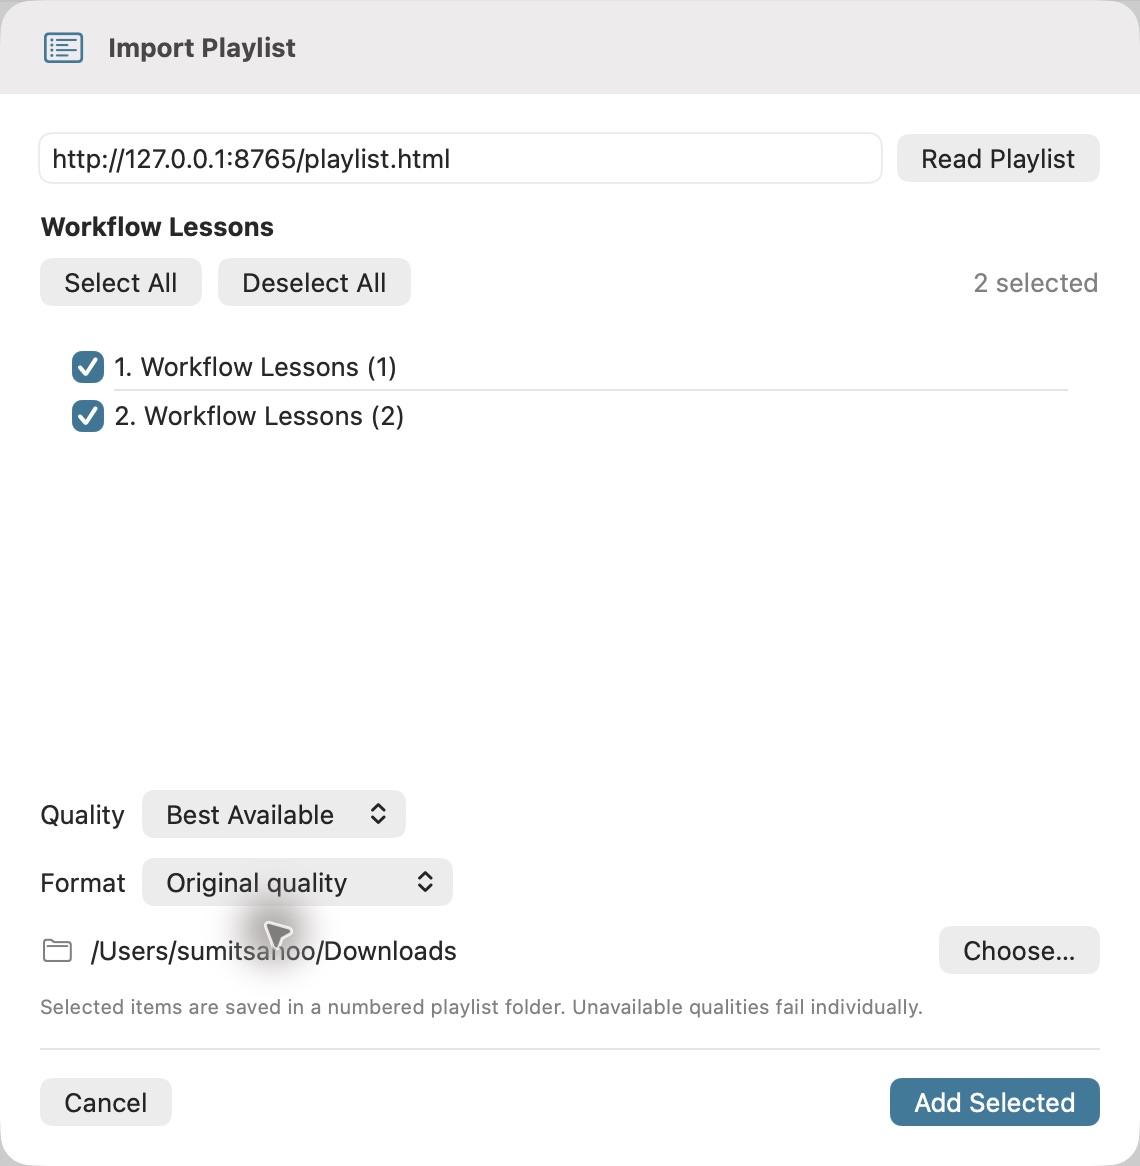 Import Playlist
http://127.0.0.1:8765/playlist.html
Read Playlist
Workflow Lessons
Select All
Deselect All
2 selected
1. Workflow Lessons (1)
2. Workflow Lessons (2)
Quality
Best Available
Format
Original quality
/Users/sumitsahoo/Downloads
Choose...
Selected items are saved in a numbered playlist folder. Unavailable qualities fail individually.
Cancel
Add Selected